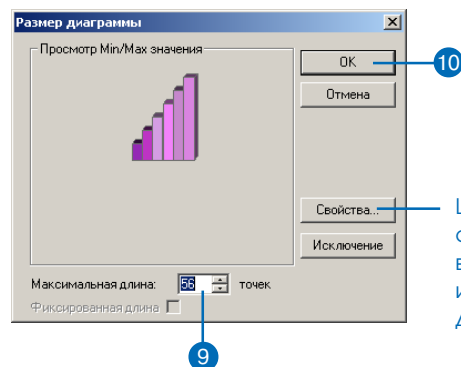 Размер диаграммы
Просмотр Min/Max значения
OK
10
Отмена
Свойства...
Исключение
Максимальная длина: 56 точек
Фиксированная длина
9